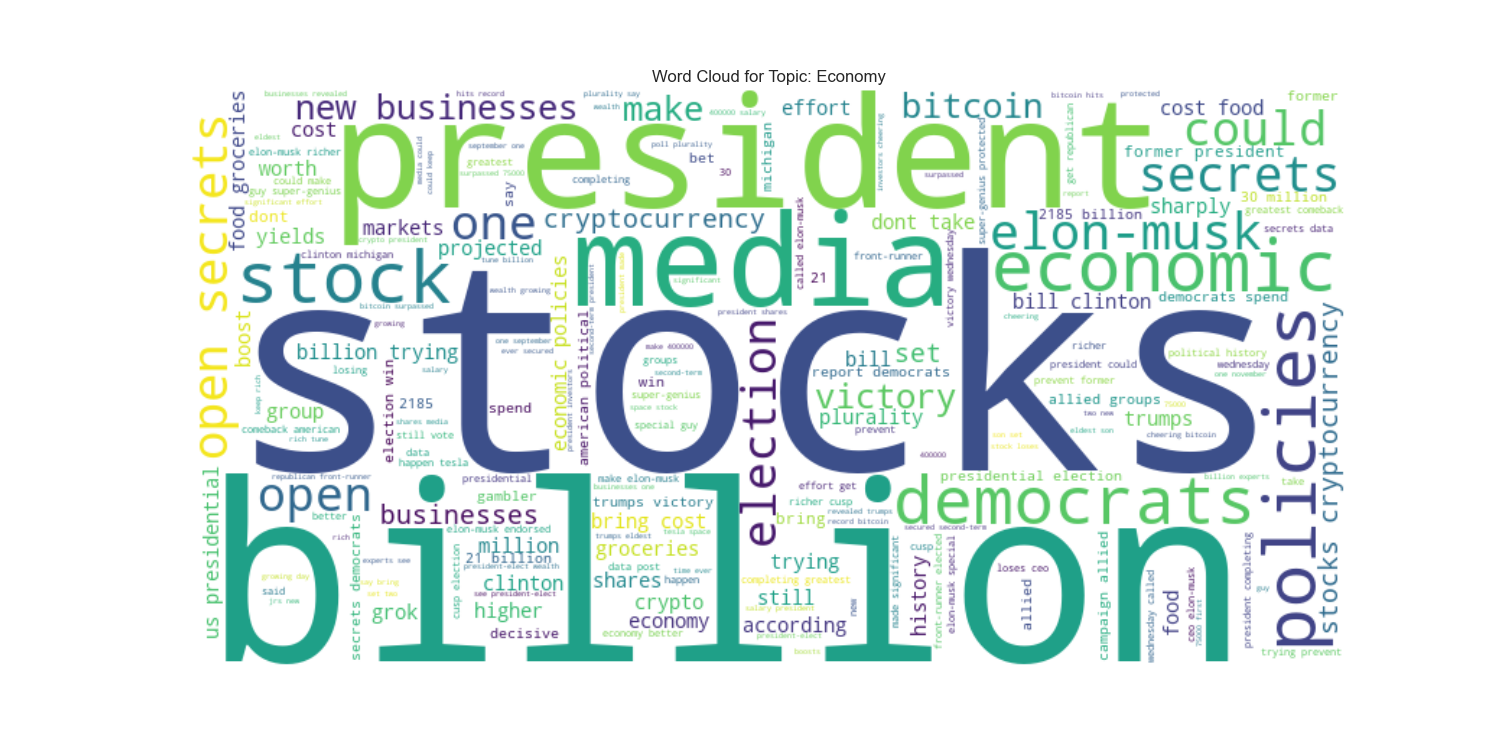 Word Cloud for Topic: Economy
businesses revealed
hits record
plurality say
wealth
400000 salary
make
effort
bitcoin
bitcoin hits
protected
cost food
former
new businesses
president
could
cost
eldest
elon-musk richer
worth
could make
guy super-genius
significant effort
food groceries
open secrets
media could
could keep
september one
greatest
surpassed 75000
say
completing
poll plurality
bet
30
michigan
investors cheering
surpassed
super-genius protected
get republican
report
former president
secrets
30 million
greatest comeback
sharply
2185 billion
secrets data
dont
yields
markets
crypto president
one
cryptocurrency
projected
clinton michigan
tune billion
dont take
elon-musk
front-runner
victory wednesday
called elon-musk
21
media
significant
stock
wealth growing
bitcoin surpassed
growing
economic policies
second-term president
president made
president shares
economic
bill clinton
democrats spend
cheering
boost
stocks
billion trying
losing
salary
one september
ever secured
make 400000
groups
second-term
win
super-genius
space stock
special guy
election
bill
set
report democrats
victory
plurality
prevent
richer
president could
prevent former
political history
wednesday
one november
allied groups
two new
75000
trumps
eldest son
cheering bitcoin
policies
stocks cryptocurrency
keep rich
group
comeback american
rich tune
election win
2185
shares media
still vote
data
happen tesla
spend
president investors
american political
400000
son set
stock loves
us presidential
republican front-runner
open
better
rich
businesses
presidential
gambler
elon-musk endorsed
million
21 billion
president-elect wealth
clinton
see president-elect
higher
decisive
make elon-musk
businesses one
trumps victory
bring cost
tesla space
trumps eldest
groceries
data post
time ever
shares
happen
crypto
economy
economy better
effort get
richer cusp
bring
revealed trumps
record bitcoin
trying
completing greatest
still
salary president
according
president-elect
boosts
new
presidential election
billion experts
take
democrats
secured second-term
cusp
history
made significant
front-runner elected
elon-musk special
loses ceo
allied
campaign allied
wednesday called
food
ceo elon-musk
75000 first
president completing
guy
trying prevent
billion
growing day
said
jrs new
secrets democrats
experts see
say bring
set two
grok
cusp election